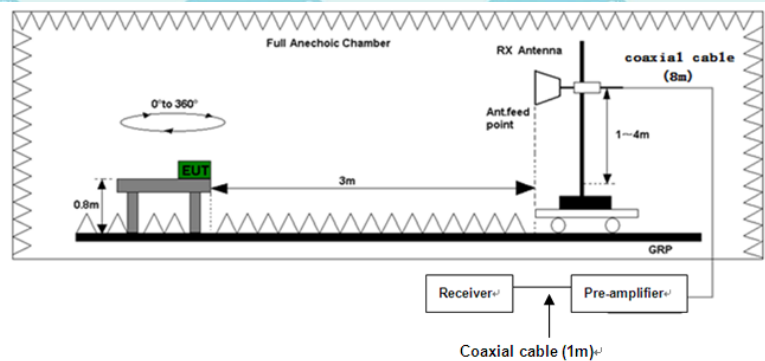 Full Anechoic Chamber
RX Antenna
coaxial cable
(8m)
0°to 360°
Ant.feed
point
1~4m
EUT
3m
0.8m
GRP
Receiver↵
Pre-amplifier↵
Coaxial cable (1m)↵